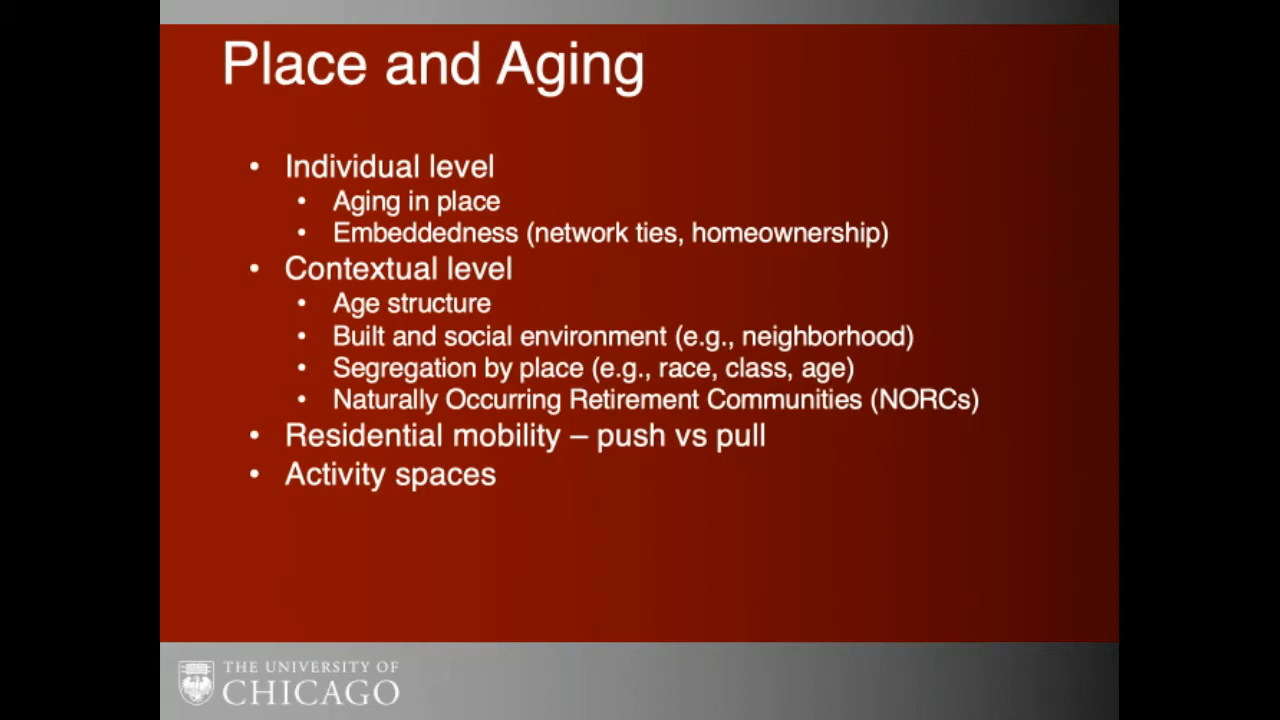 Place and Aging
• Individual level
• Aging in place
• Embeddedness (network ties, homeownership)
• Contextual level
• Age structure
• Built and social environment (e.g., neighborhood)
• Segregation by place (e.g., race, class, age)
• Naturally Occurring Retirement Communities (NORCs)
• Residential mobility – push vs pull
• Activity spaces
THE UNIVERSITY OF
CHICAGO